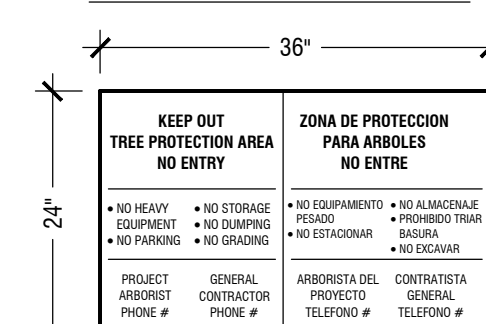 36"
24"
KEEP OUT
TREE PROTECTION AREA
NO ENTRY
• NO HEAVY
EQUIPMENT
• NO PARKING
• NO STORAGE
• NO DUMPING
• NO GRADING
PROJECT
ARBORIST
PHONE #
GENERAL
CONTRACTOR
PHONE #
ZONA DE PROTECCION
PARA ARBOLES
NO ENTRE
• NO EQUIPAMIENTO
PESADO
• NO ESTACIONAR
• NO ALMACENAJE
• PROHIBIDO TRIAR
BASURA
• NO EXCAVAR
ARBORISTA DEL
PROYECTO
TELEFONO #
CONTRATISTA
GENERAL
TELEFONO #